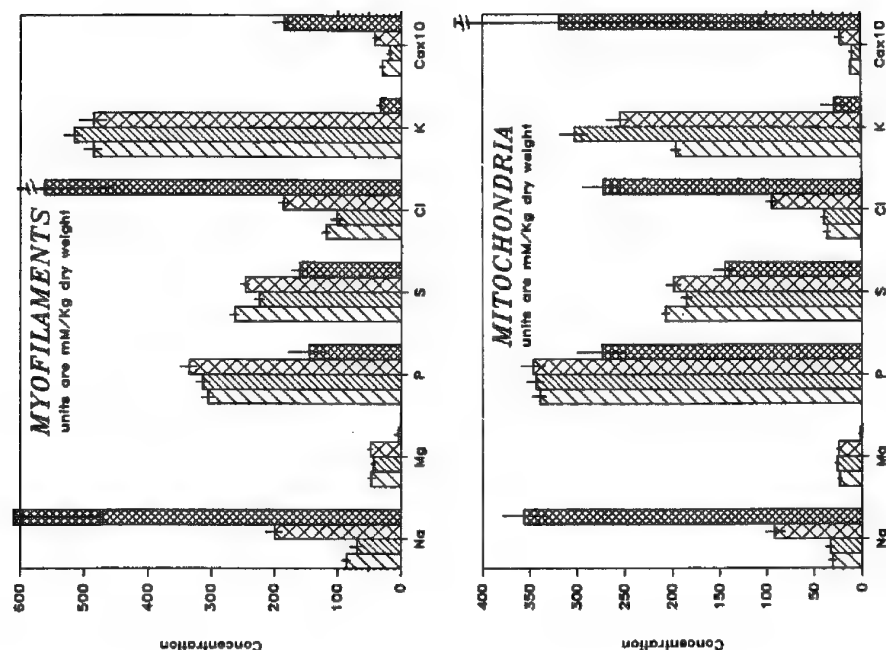 MYOFILAMENTS
units are mM/Kg dry weight
Concentration
600
500
400
300
200
100
0
Na
Mg
P
S
Cl
K
Cax10
MITOCHONDRIA
units are mM/Kg dry weight
Concentration
400
350
300
250
200
150
100
50
0
Na
Mg
P
S
Cl
K
Cax10